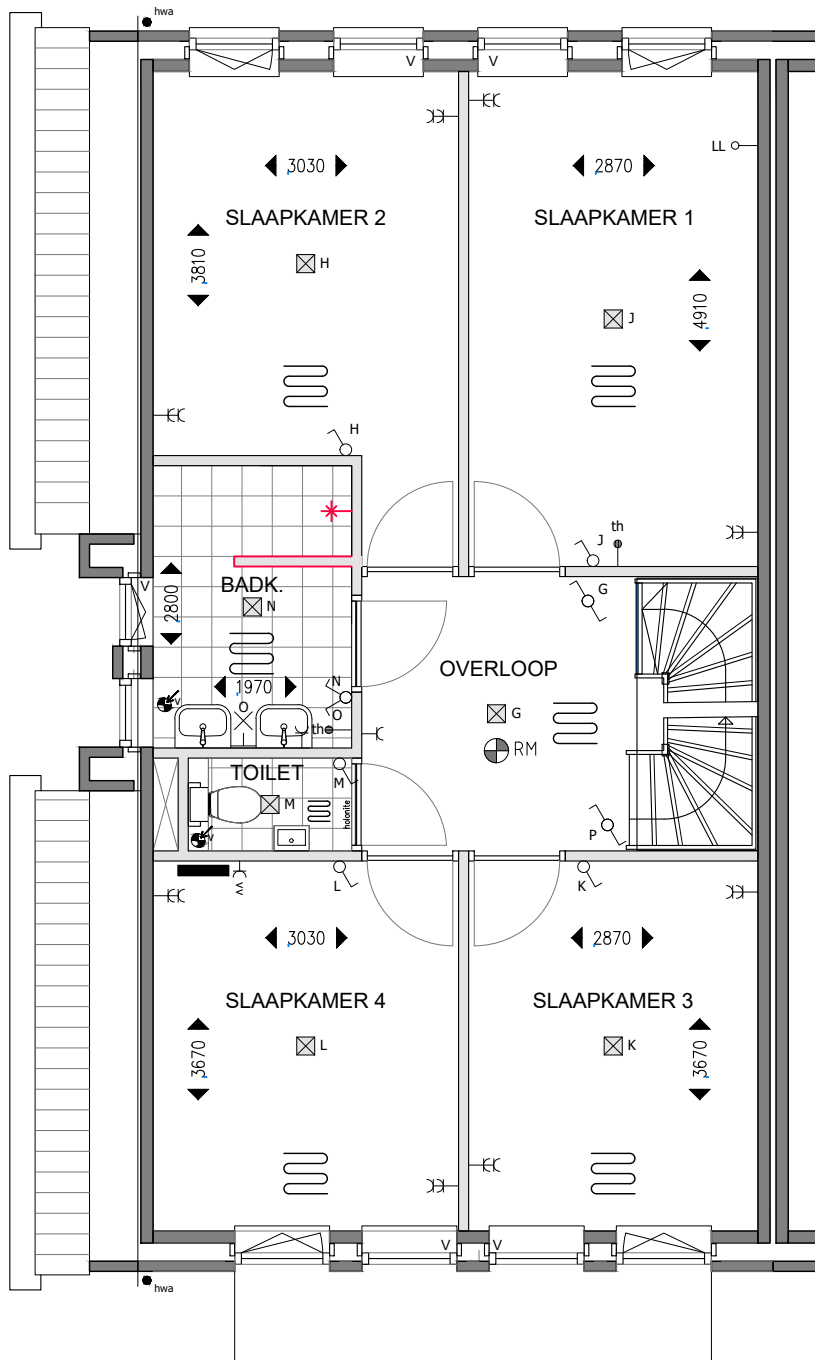 hwa
V V
LL
3030 2870
SLAAPKAMER 2 SLAAPKAMER 1
3810
H
4910
J
H
th
J
G
V
2800
BADK.
N
OVERLOOP
1970
N
O
O
G
V
th
RM
TOILET
M
M
holonite
V
P
L
K
vv
3030 2870
SLAAPKAMER 4 SLAAPKAMER 3
3670
L
K
3670
V V
hwa